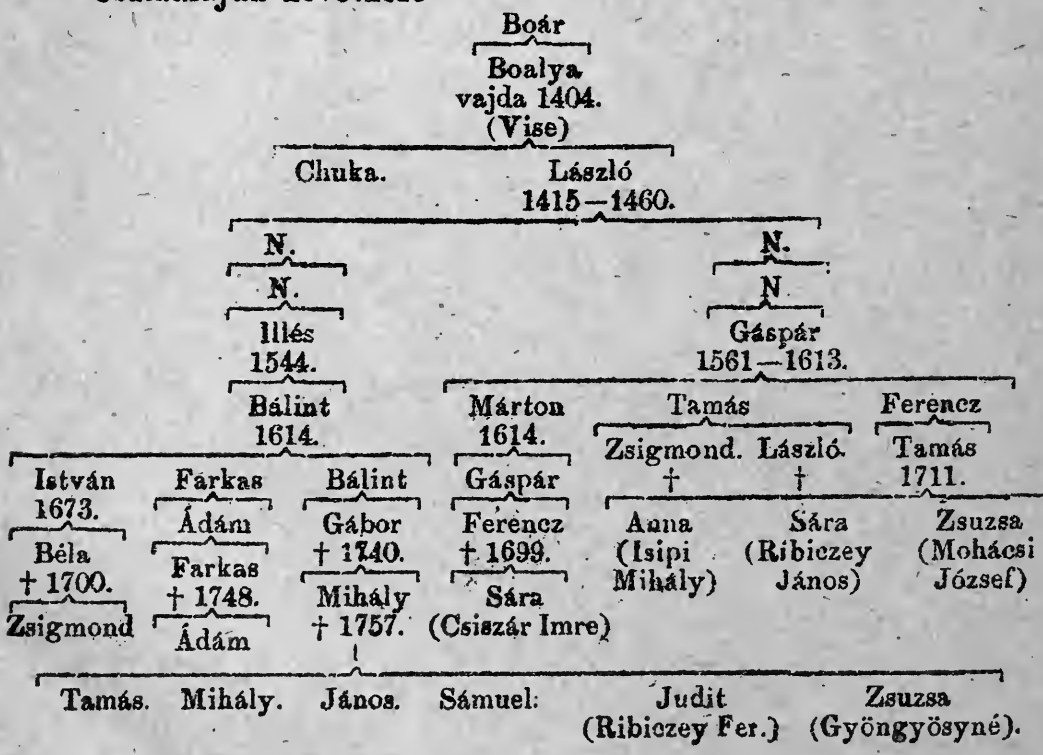 Boár
Boalya
vajda 1404.
(Vise)
Chuka. László
1415—1460.
N. N.
N. N
Illés Gáspár
1544. 1561—1613.
Bálint Márton Tamás Ferencz
1614. 1614. Zsigmond. László. Tamás
István Farkas Bálint Gáspár † † 1711.
1673. Ádám Gábor Ferencz Anna Sára Zsuzsa
Béla Farkas † 1740. † 1699. (Isipi (Ribiczey (Mohácsi
† 1700. † 1748. Mihály Sára Mihály) János) József)
Zsigmond Ádám † 1757. (Csiszár Imre)
Tamás. Mihály. János. Sámuel. Judit Zsuzsa
(Ribiczey Fer.) (Gyöngyösyné).